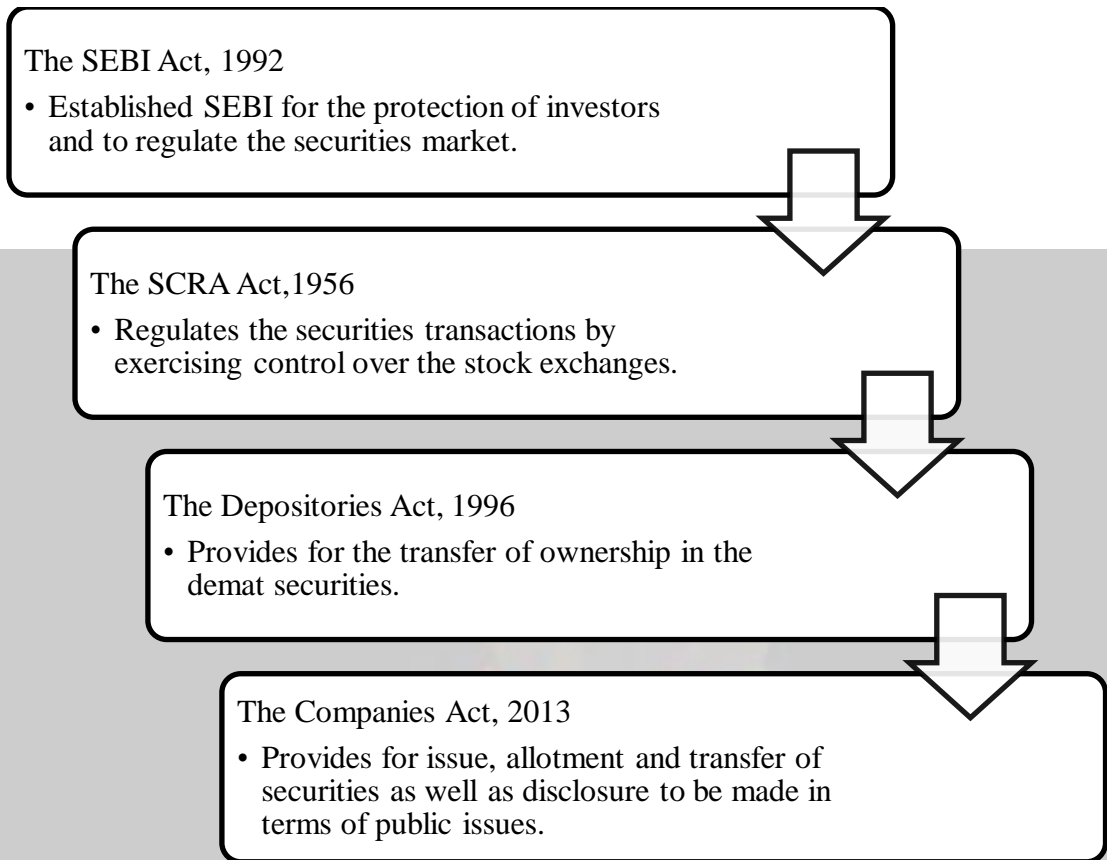 The SEBI Act, 1992
• Established SEBI for the protection of investors
and to regulate the securities market.
The SCRA Act,1956
• Regulates the securities transactions by
exercising control over the stock exchanges.
The Depositories Act, 1996
• Provides for the transfer of ownership in the
demat securities.
The Companies Act, 2013
• Provides for issue, allotment and transfer of
securities as well as disclosure to be made in
terms of public issues.